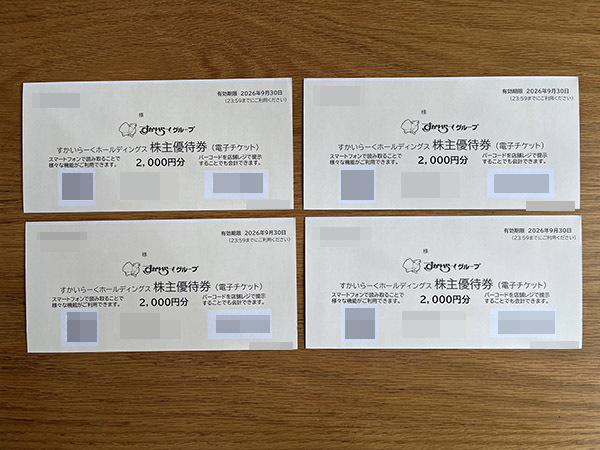 有効期限 2026年9月30日
(23:59までにご利用ください)
様
すかいらーくグループ
すかいらーくホールディングス 株主優待券(電子チケット)
スマートフォンで読み取ることで
様々な機能がご利用できます。
2,000円分
バーコードを店舗レジで提示
することでも会計できます。
有効期限 2026年9月30日
(23:59までにご利用ください)
様
すかいらーくグループ
すかいらーくホールディングス 株主優待券(電子チケット)
スマートフォンで読み取ることで
様々な機能がご利用できます。
2,000円分
バーコードを店舗レジで提示
することでも会計できます。
有効期限 2026年9月30日
(23:59までにご利用ください)
様
すかいらーくグループ
すかいらーくホールディングス 株主優待券(電子チケット)
スマートフォンで読み取ることで
様々な機能がご利用できます。
2,000円分
バーコードを店舗レジで提示
することでも会計できます。
有効期限 2026年9月30日
(23:59までにご利用ください)
様
すかいらーくグループ
すかいらーくホールディングス 株主優待券(電子チケット)
スマートフォンで読み取ることで
様々な機能がご利用できます。
2,000円分
バーコードを店舗レジで提示
することでも会計できます。